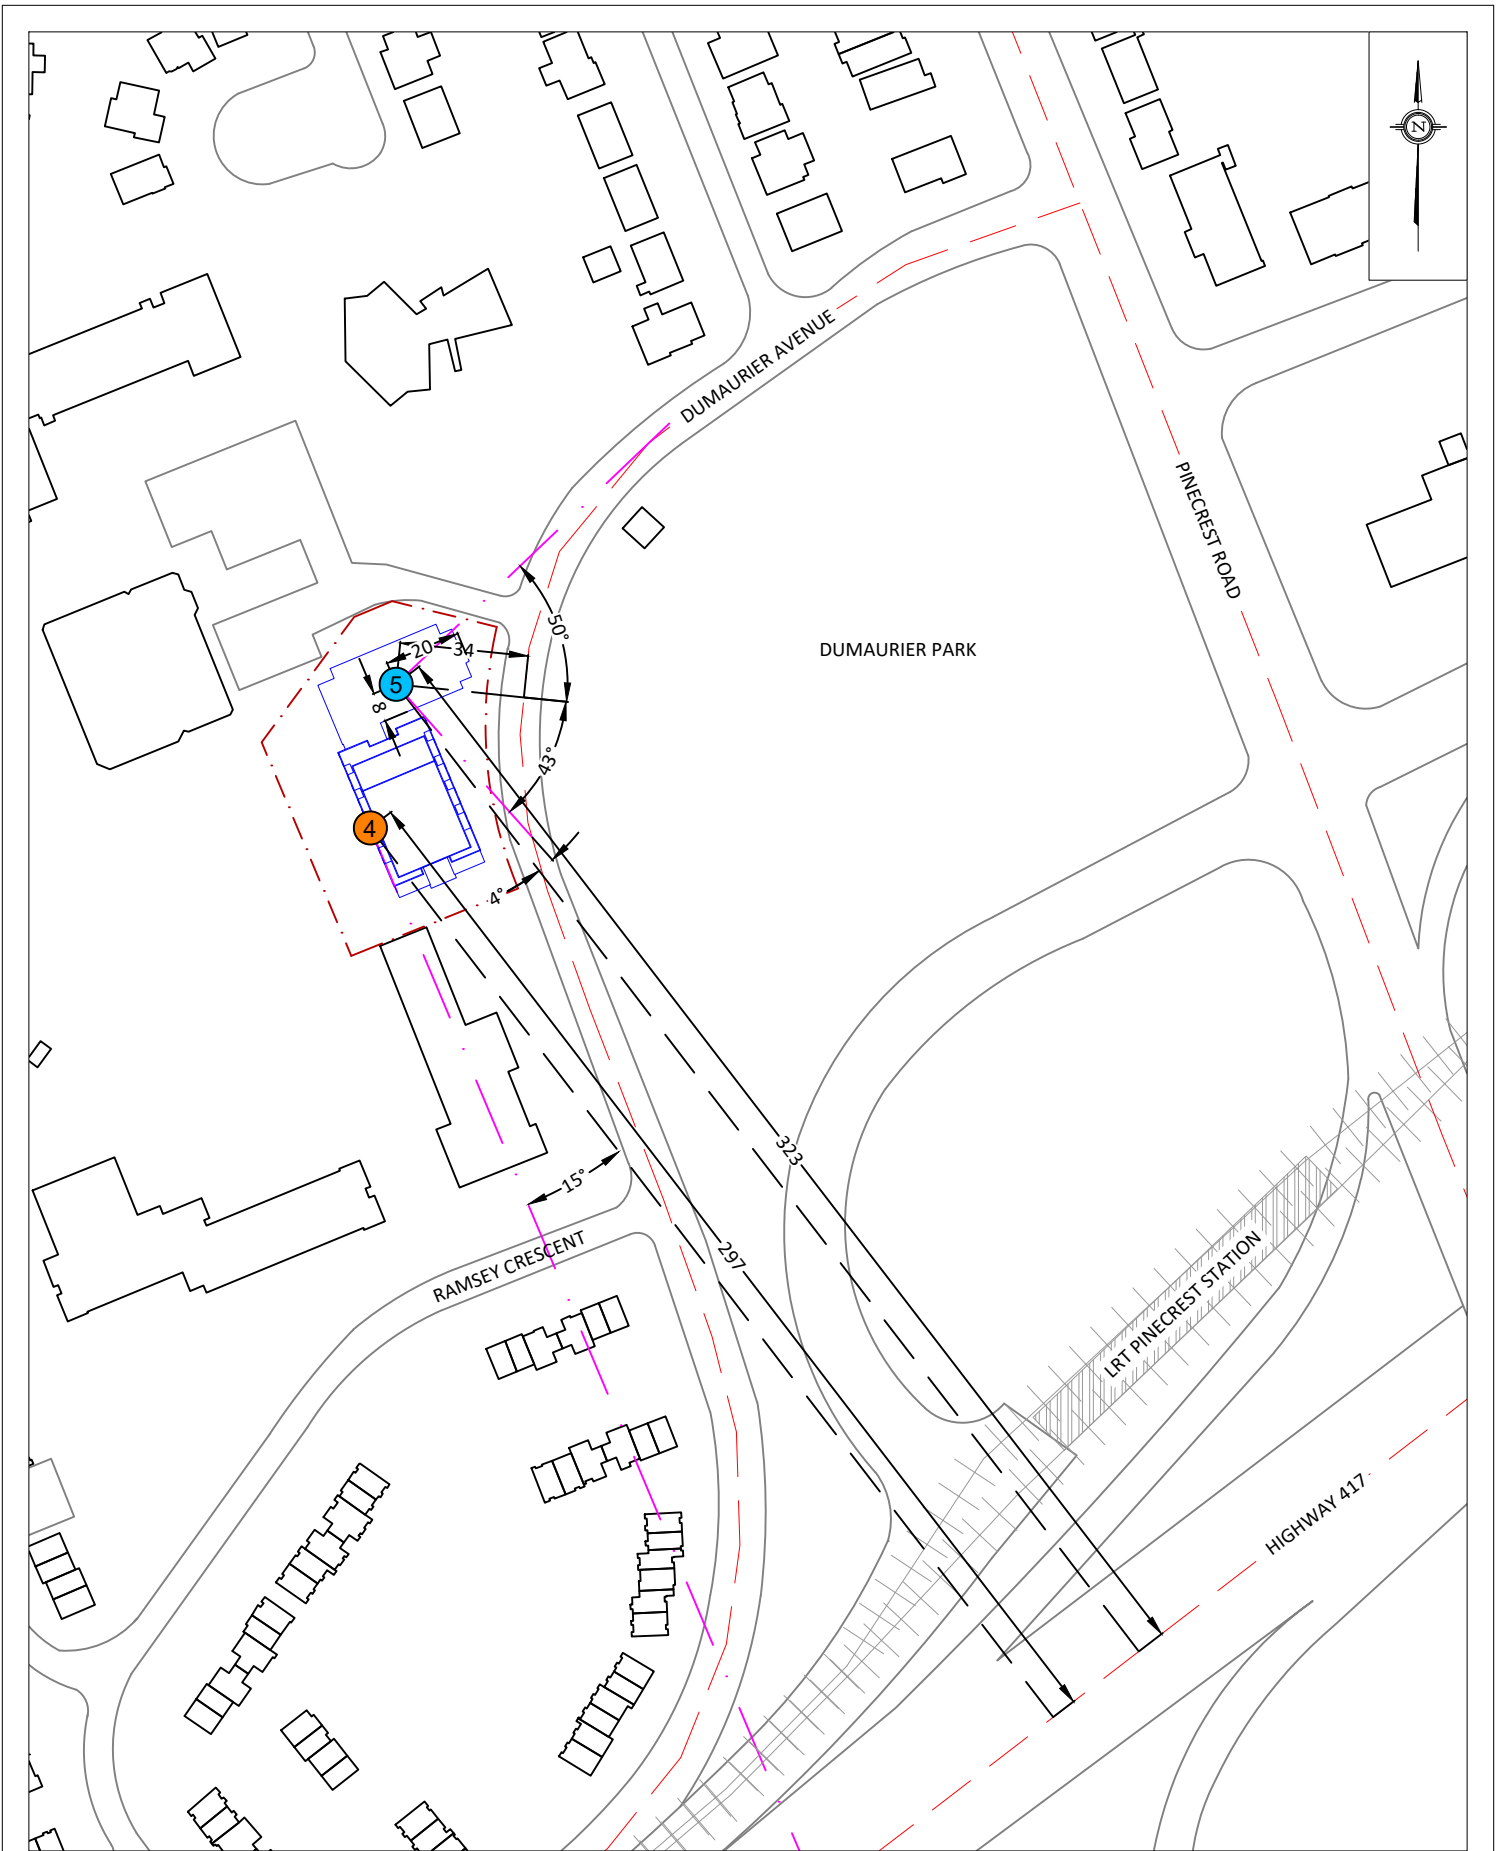 N
DUMAURIER AVENUE
PINECREST ROAD
50°
20
34
DUMAURIER PARK
5
8
43°
4
4°
323
15°
297
RAMSEY CRESCENT
LRT PINECREST STATION
HIGHWAY 417